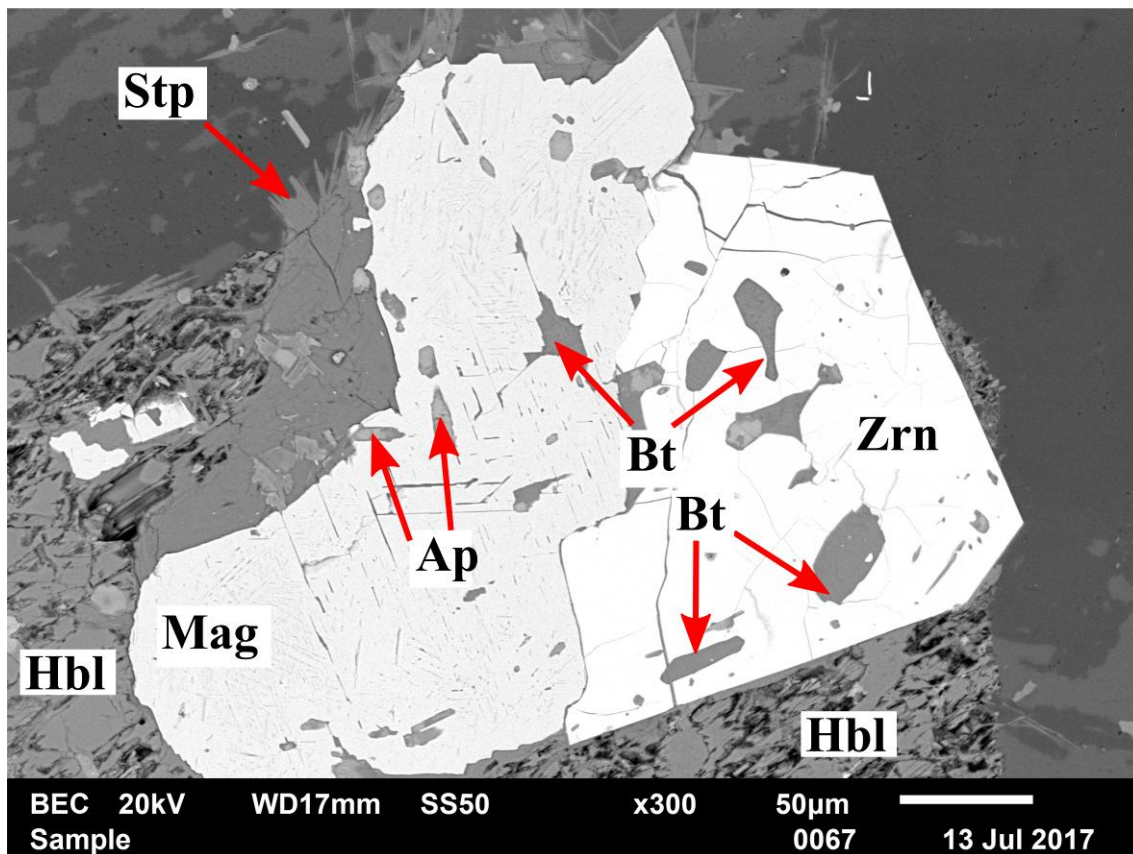 Stp
Bt
Zrn
Bt
Ap
Mag
Hbl
Hbl
BEC 20kV WD17mm SS50 x300 50µm
Sample 0067 13 Jul 2017